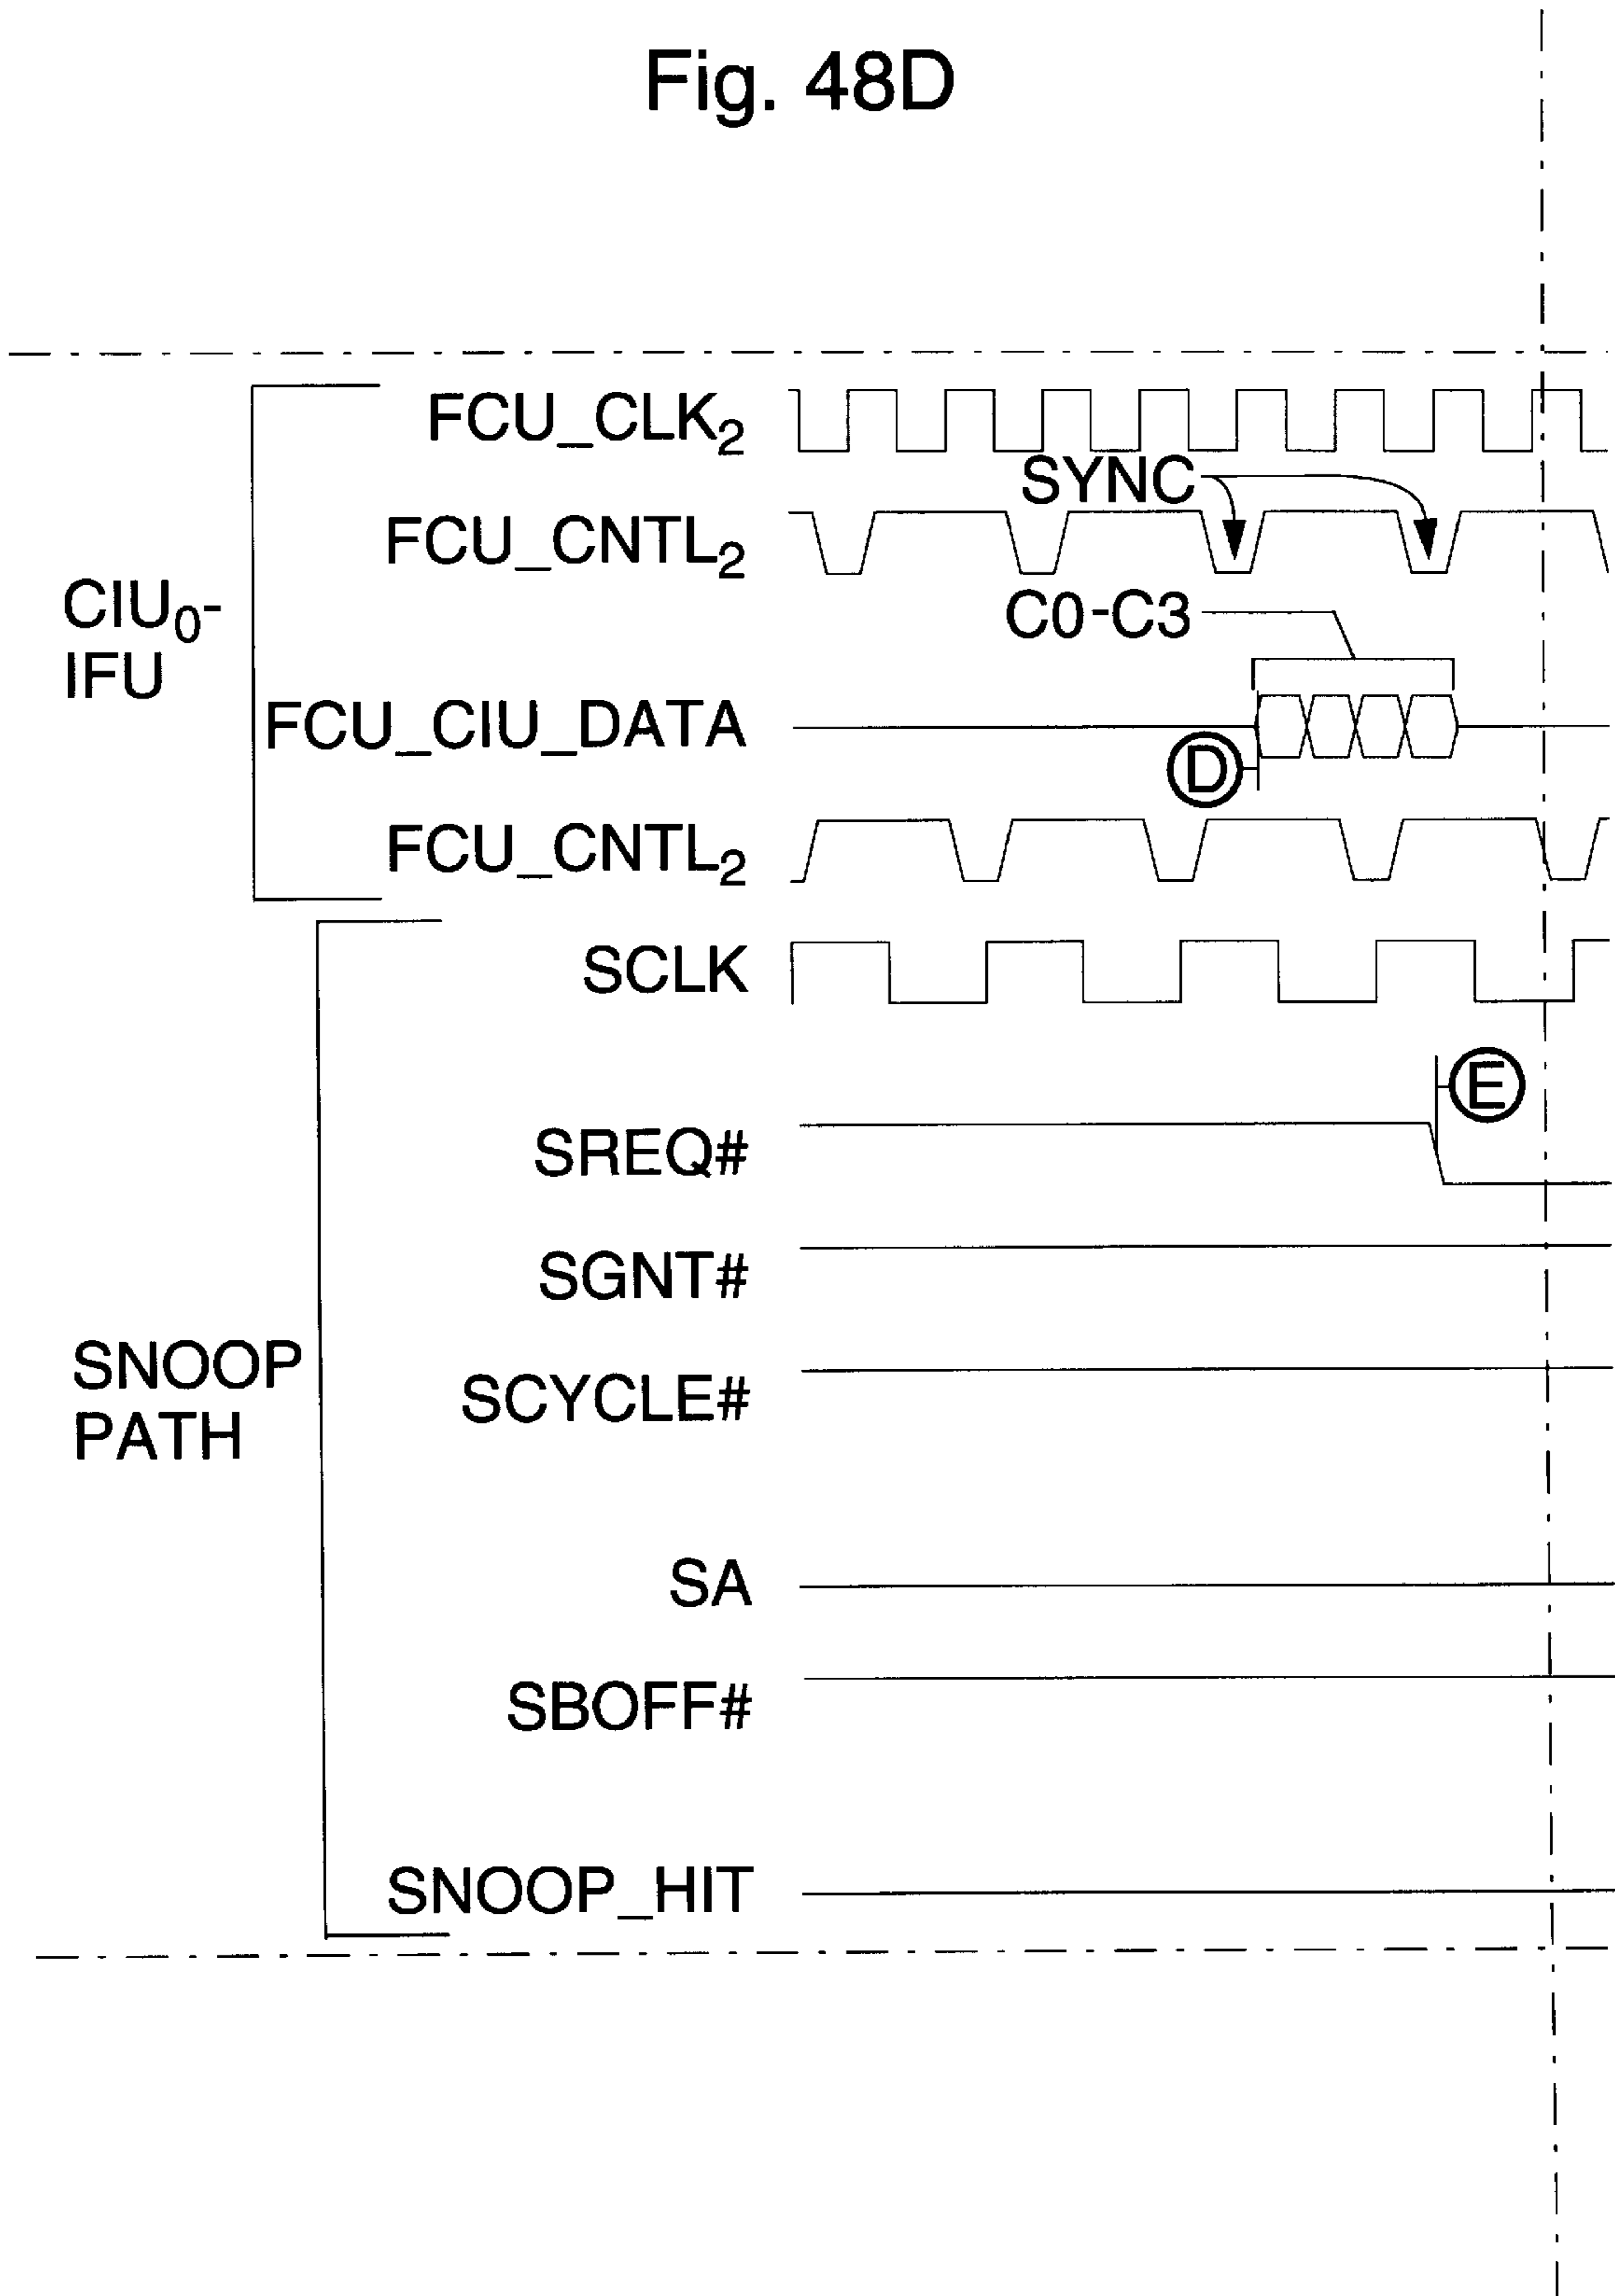 Fig. 48D
FCU_CLK₂
SYNC
FCU_CNTL₂
CIU₀-
IFU
C0-C3
FCU_CIU_DATA
D
FCU_CNTL₂
SCLK
E
SREQ#
SGNT#
SNOOP
PATH
SCYCLE#
SA
SBOFF#
SNOOP_HIT